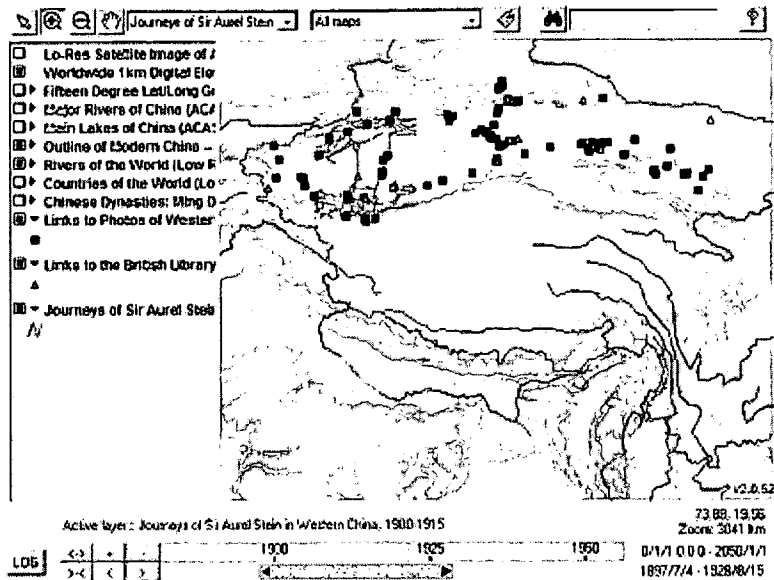 Journeys of Sir Aurel Stein
All maps
Lo-Res Satellite Image of A
Worldwide 1km Digital Ele
Fifteen Degree Lat/Long Gr
Major Rivers of China (ACA
Main Lakes of China (ACAS
Outline of Modern China --
Rivers of the World (Low R
Countries of the World (Lo
Chinese Dynasties: Ming D
Links to Photos of Wester
Links to the British Library
Journeys of Sir Aurel Stei
v2.0.52
Active layer: Journeys of Sir Aurel Stein in Western China, 1900-1915
73.89, 19.56
Zoom: 3041 km
LOG
1900 1925 1950
0/1/1 0:0:0 - 2050/1/1
1897/7/4 - 1928/8/15